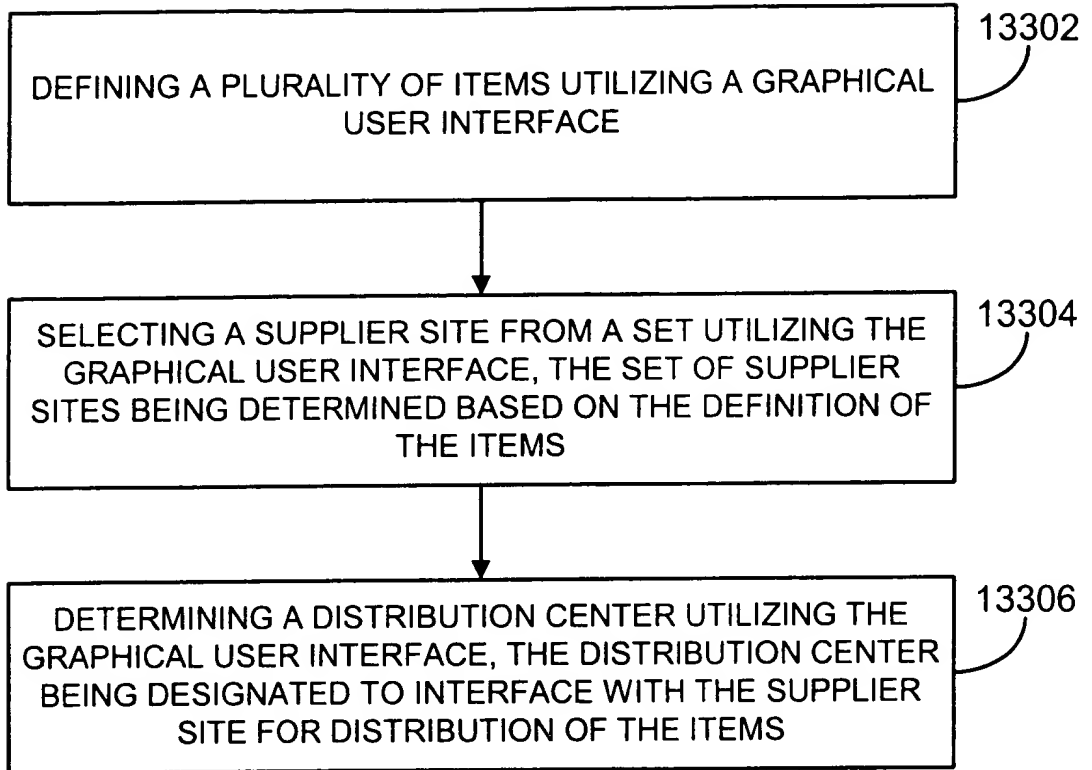 13302
DEFINING A PLURALITY OF ITEMS UTILIZING A GRAPHICAL
USER INTERFACE
13304
SELECTING A SUPPLIER SITE FROM A SET UTILIZING THE
GRAPHICAL USER INTERFACE, THE SET OF SUPPLIER
SITES BEING DETERMINED BASED ON THE DEFINITION OF
THE ITEMS
13306
DETERMINING A DISTRIBUTION CENTER UTILIZING THE
GRAPHICAL USER INTERFACE, THE DISTRIBUTION CENTER
BEING DESIGNATED TO INTERFACE WITH THE SUPPLIER
SITE FOR DISTRIBUTION OF THE ITEMS